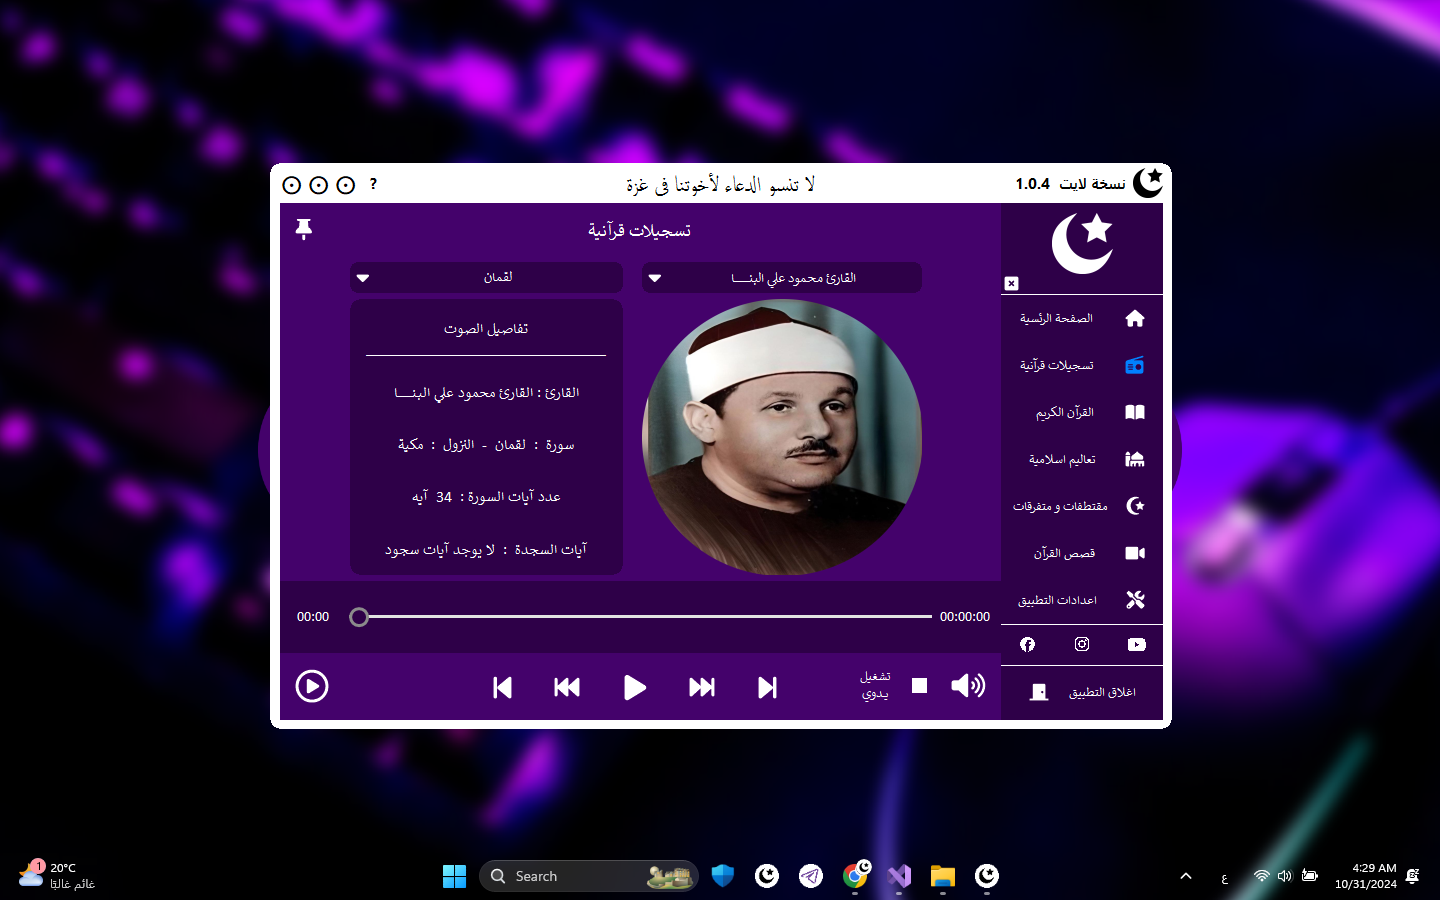 نسخة لايت 1.0.4
لا تنسو الدعاء لأخوتنا في غزة
?
تسجيلات قرآنية
القارئ محمود علي البنـــا
لقمان
تفاصيل الصوت
القارئ : القارئ محمود علي البنـــا
سورة : لقمان - النزول : مكية
عدد آيات السورة : 34 آيه
آيات السجدة : لا يوجد آيات سجود
00:00
00:00:00
تشغيل
يدوي
الصفحة الرئسية
تسجيلات قرآنية
القرآن الكريم
تعاليم اسلامية
مقتطفات و متفرقات
قصص القرآن
اعدادات التطبيق
اغلاق التطبيق
1
20°C
غائم غالبًا
Search
ع
4:29 AM
10/31/2024